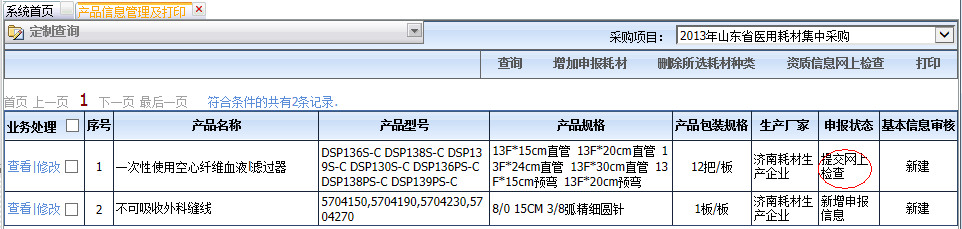 系统首页 产品信息管理及打印
定制查询 采购项目: 2013年山东省医用耗材集中采购
查询 增加申报耗材 删除所选耗材种类 资质信息网上检查 打印
首页 上一页 1 下一页 最后一页 符合条件的共有2条记录.
业务处理 序号 产品名称 产品型号 产品规格 产品包装规格 生产厂家 申报状态 基本信息审核
查看|修改 1 一次性使用空心纤维血液滤过器 DSP136S-C DSP138S-C DSP13
9S-C DSP130S-C DSP136PS-C
DSP138PS-C DSP139PS-C 13F*15cm直管 13F*20cm直管 1
3F*24cm直管 13F*30cm直管 13
F*15cm预弯 13F*20cm预弯 12把/板 济南耗材生
产企业 提交网上
检查 新建
查看|修改 2 不可吸收外科缝线 5704150,5704190,5704230,5
704270 8/0 15CM 3/8弧精细圆针 1板/板 济南耗材生
产企业 新增申报
信息 新建